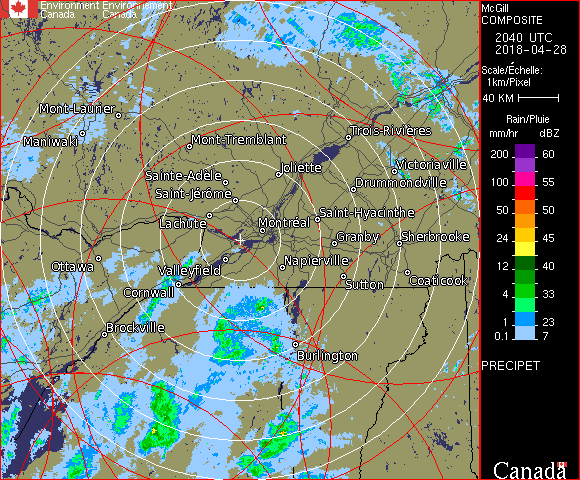 Environment Environnement
Canada Canada
McGill
COMPOSITE
2040 UTC
2018-04-28
Scale/Échelle:
1km/Pixel
40 KM
Rain/Pluie
mm/hr dBZ
200 60
150 55
100 55
50 50
24 45
12 40
4 33
1 23
0.1 7
PRECIPET
Canada
Mont-Laurier
Maniwaki
Mont-Tremblant
Trois-Rivières
Sainte-Adèle
Joliette
Victoriaville
Saint-Jérôme
Drummondville
Lachute
Montréal
Saint-Hyacinthe
Granby
Sherbrooke
Ottawa
Valleyfield
Napierville
Cornwall
Sutton
Coaticook
Brockville
Burlington